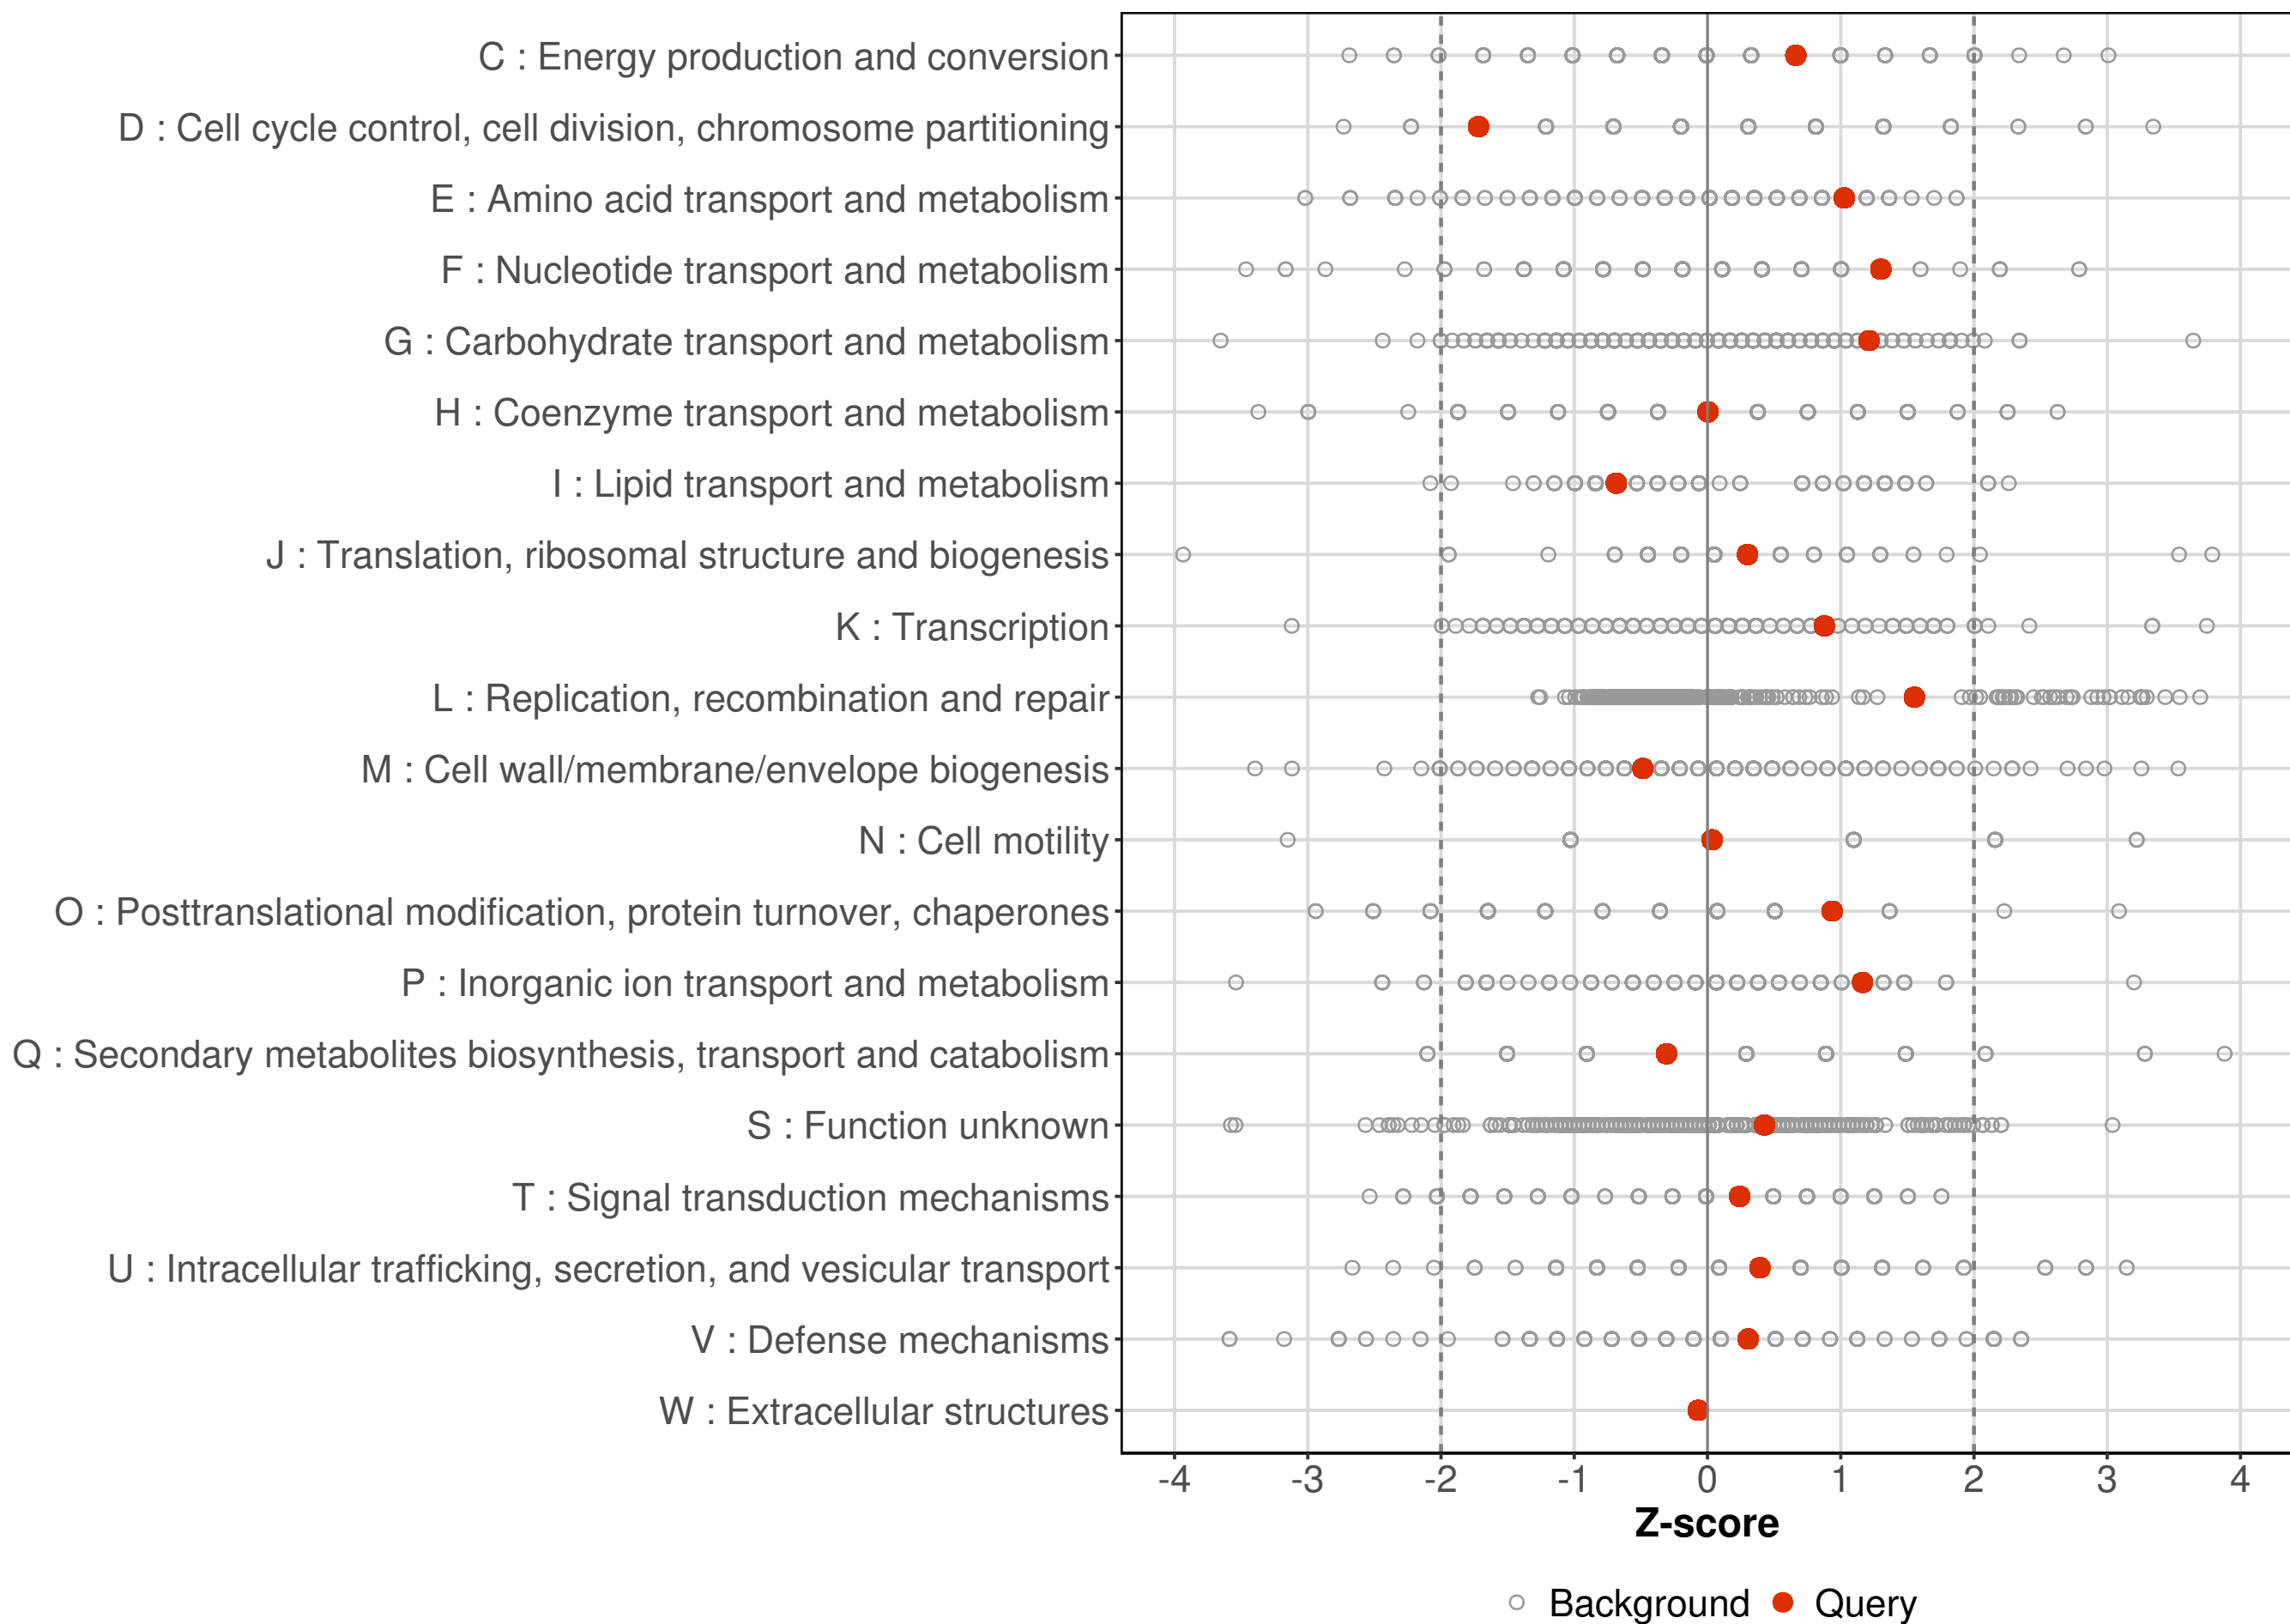 C : Energy production and conversion
D : Cell cycle control, cell division, chromosome partitioning
E : Amino acid transport and metabolism
F : Nucleotide transport and metabolism
G : Carbohydrate transport and metabolism
H : Coenzyme transport and metabolism
I : Lipid transport and metabolism
J : Translation, ribosomal structure and biogenesis
K : Transcription
L : Replication, recombination and repair
M : Cell wall/membrane/envelope biogenesis
N : Cell motility
O : Posttranslational modification, protein turnover, chaperones
P : Inorganic ion transport and metabolism
Q : Secondary metabolites biosynthesis, transport and catabolism
S : Function unknown
T : Signal transduction mechanisms
U : Intracellular trafficking, secretion, and vesicular transport
V : Defense mechanisms
W : Extracellular structures
-4 -3 -2 -1 0 1 2 3 4
Z-score
Background Query